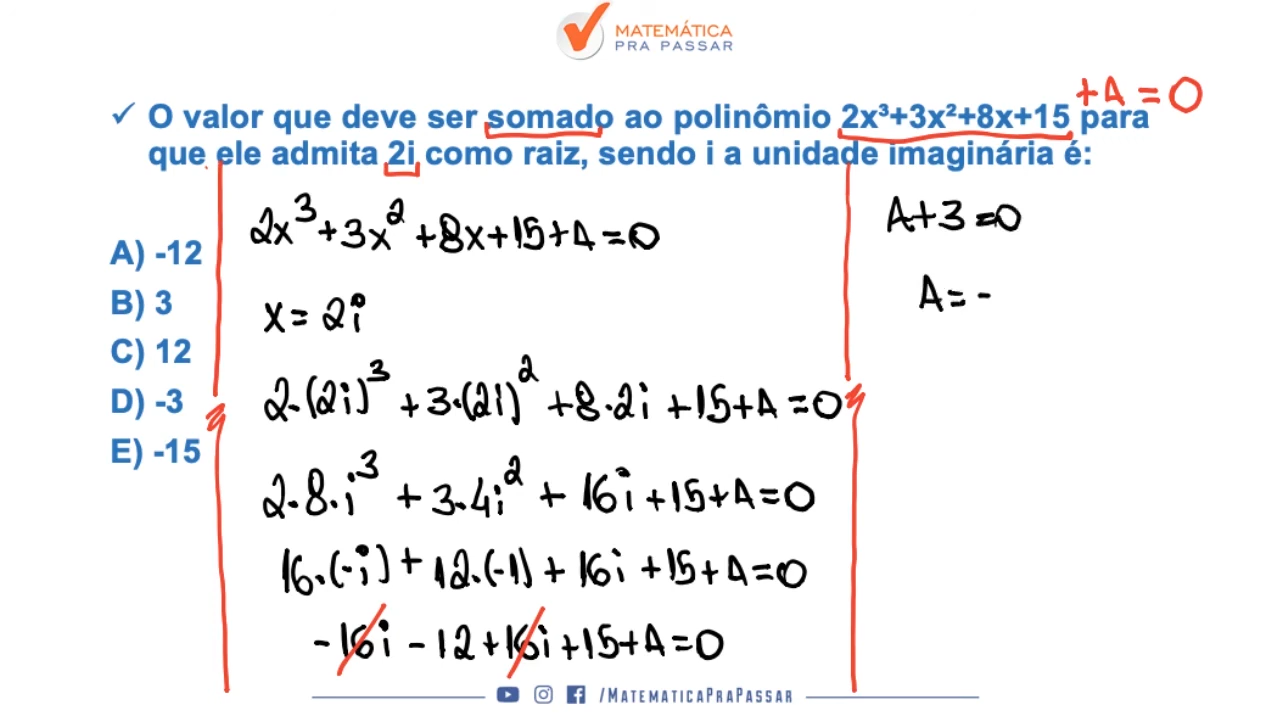 MATEMÁTICA
PRA PASSAR
+A=0
✓ O valor que deve ser somado ao polinômio 2x³+3x²+8x+15 para
que ele admita 2i como raiz, sendo i a unidade imaginária é:
A) -12
B) 3
C) 12
D) -3
E) -15
2x³+3x²+8x+15+A=0
x=2i
2·(2i)³+3·(2i)²+8·2i+15+A=0
2·8·i³+3·4i²+16i+15+A=0
16·(-i)+12·(-1)+16i+15+A=0
-16i-12+16i+15+A=0
A+3=0
A=-
/MATEMATICAPRAPASSAR